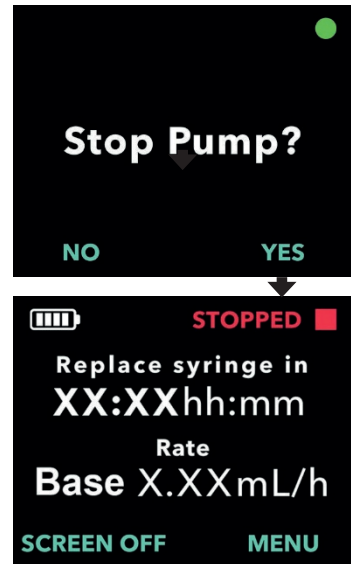 Stop Pump?
NO YES
STOPPED
Replace syringe in
XX:XXhh:mm
Rate
Base X.XXmL/h
SCREEN OFF MENU